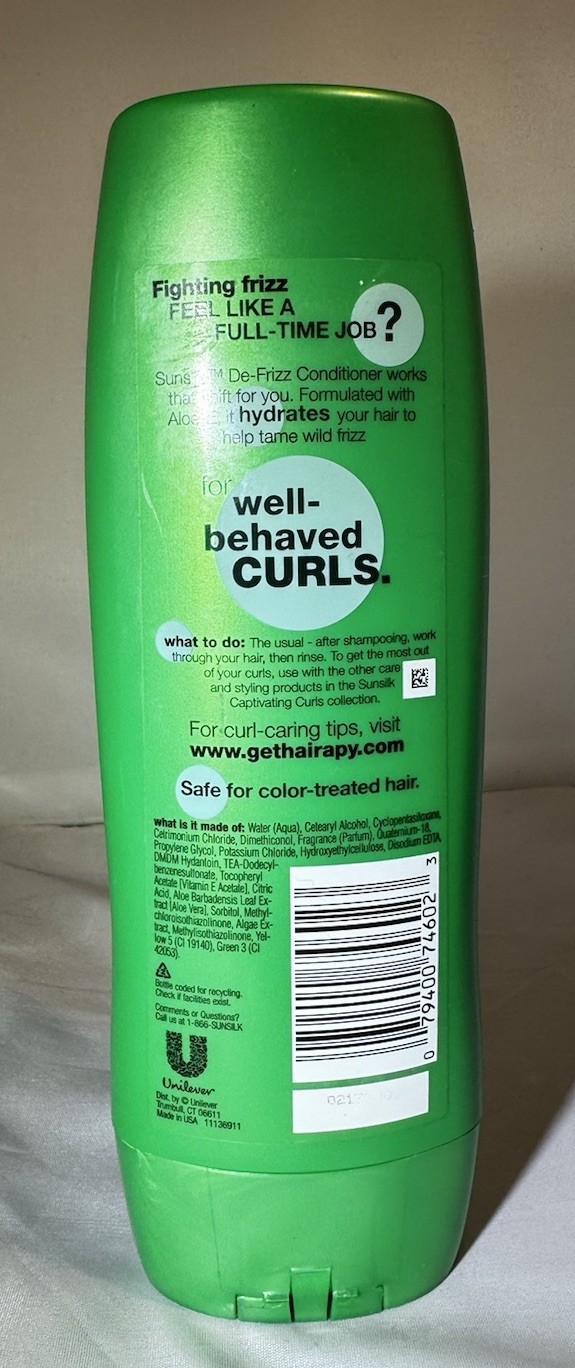 Fighting frizz
FEEL LIKE A
FULL-TIME JOB?
De-Frizz Conditioner works
for you. Formulated with
it hydrates your hair to
help tame wild frizz
for
well-
behaved
CURLS.
what to do: The usual - after shampooing, work
through your hair, then rinse. To get the most out
of your curls, use with the other care
and styling products in the Sunsilk
Captivating Curls collection.
For curl-caring tips, visit
www.gethairapy.com
Safe for color-treated hair.
what is it made of: Water (Aqua), Cetearyl Alcohol, Cyclopentasiloxane,
Cetrimonium Chloride, Dimethiconol, Fragrance (Parfum), Quaternium-18,
Propylene Glycol, Potassium Chloride, Hydroxyethylcellulose, Disodium EDTA,
DMDM Hydantoin, TEA-Dodecyl-
benzenesulfonate, Tocopheryl
Acetate [Vitamin E Acetate], Citric
Acid, Aloe Barbadensis Leaf Ex-
tract [Aloe Vera], Sorbitol, Methyl-
chloroisothiazolinone, Algae Ex-
tract, Methylisothiazolinone, Yel-
low 5 (CI 19140), Green 3 (CI
42053).
2
Bottle coded for recycling.
Check if facilities exist.
Comments or Questions?
Call us at 1-866-SUNSILK
Unilever
Dist. by © Unilever
Trumbull, CT 06611
Made in USA 11136911
0 79400 74602 3